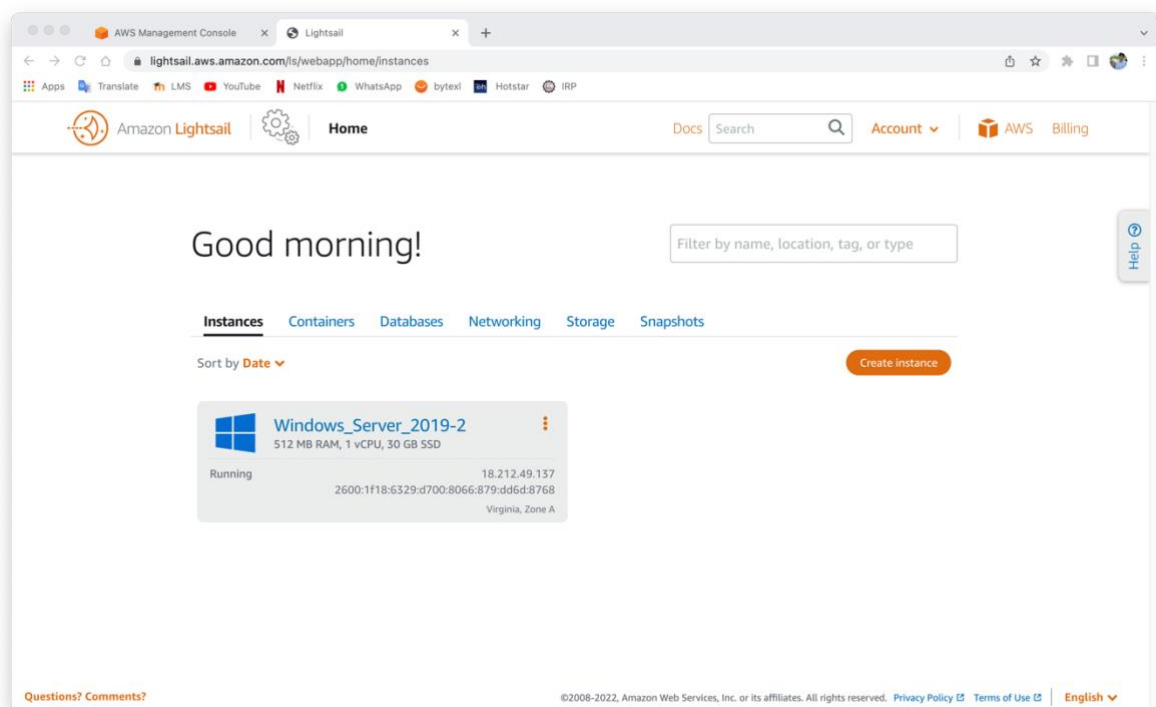 AWS Management Console
Lightsail
lightsail.aws.amazon.com/ls/webapp/home/instances
Apps Translate LMS YouTube Netflix WhatsApp bytexl Hotstar IRP
Amazon Lightsail Home Docs Search Account AWS Billing
Help
Good morning!
Filter by name, location, tag, or type
Instances Containers Databases Networking Storage Snapshots
Sort by Date
Create instance
Windows_Server_2019-2
512 MB RAM, 1 vCPU, 30 GB SSD
Running
18.212.49.137
2600:1f18:6329:d700:8066:879:dd6d:8768
Virginia, Zone A
Questions? Comments?
©2008-2022, Amazon Web Services, Inc. or its affiliates. All rights reserved. Privacy Policy Terms of Use English